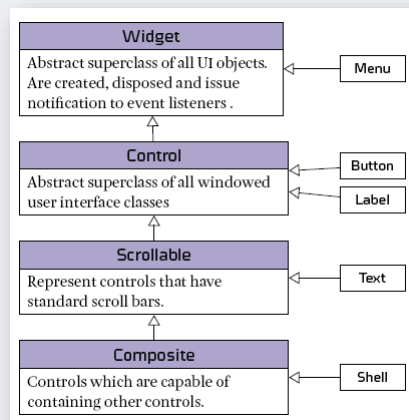 Widget
Abstract superclass of all UI objects.
Are created, disposed and issue
notification to event listeners .
Menu
Control
Abstract superclass of all windowed
user interface classes
Button
Label
Scrollable
Represent controls that have
standard scroll bars.
Text
Composite
Controls which are capable of
containing other controls.
Shell